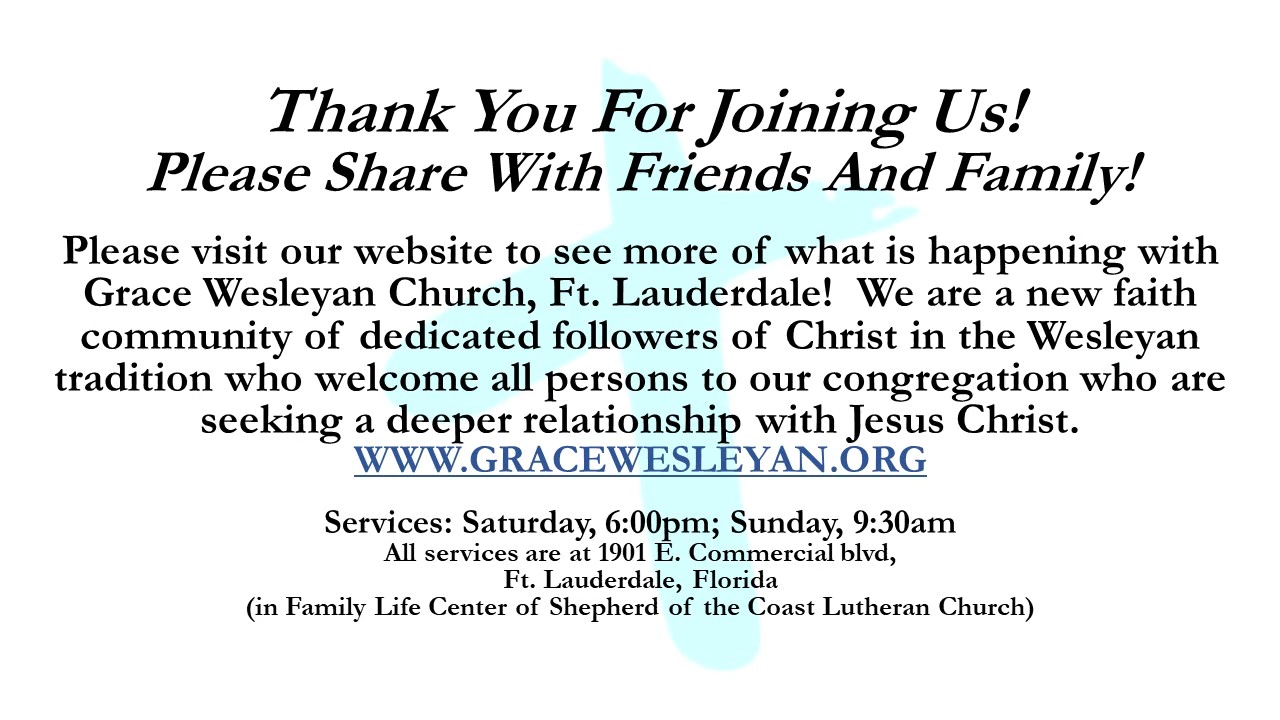 Thank You For Joining Us!
Please Share With Friends And Family!
Please visit our website to see more of what is happening with
Grace Wesleyan Church, Ft. Lauderdale!  We are a new faith
community of dedicated followers of Christ in the Wesleyan
tradition who welcome all persons to our congregation who are
seeking a deeper relationship with Jesus Christ.
WWW.GRACEWESLEYAN.ORG
Services: Saturday, 6:00pm; Sunday, 9:30am
All services are at 1901 E. Commercial blvd,
Ft. Lauderdale, Florida
(in Family Life Center of Shepherd of the Coast Lutheran Church)